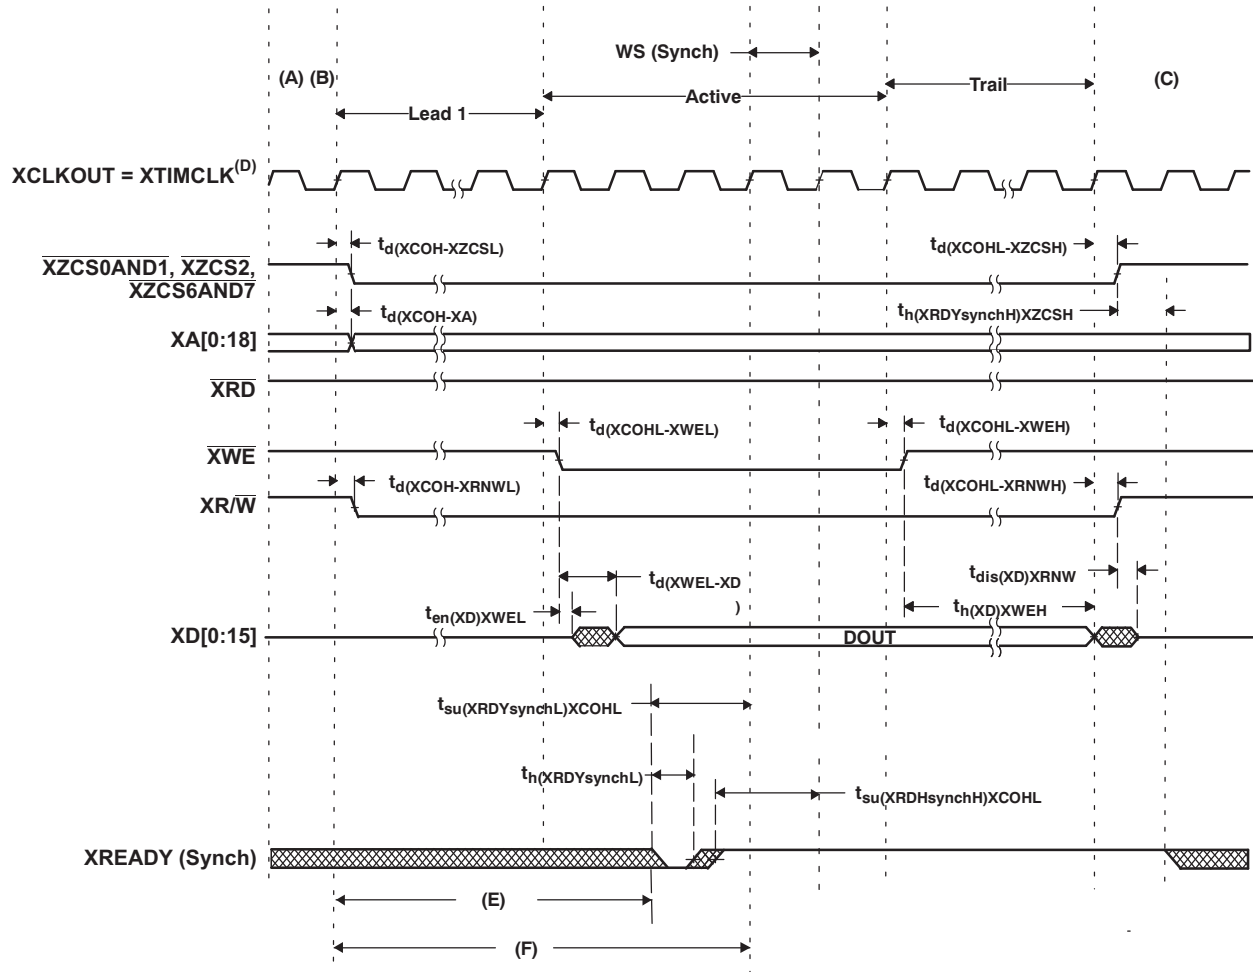 WS (Synch)
(A) (B)
Trail
(C)
Active
Lead 1
XCLKOUT = XTIMCLK(D)
td(XCOH-XZCSL)
td(XCOHL-XZCSH)
XZCS0AND1, XZCS2,
XZCS6AND7
td(XCOH-XA)
th(XRDYsynchH)XZCSH
XA[0:18]
XRD
td(XCOHL-XWEL)
td(XCOHL-XWEH)
XWE
td(XCOH-XRNWL)
td(XCOHL-XRNWH)
XR/W
td(XWEL-XD
)
tdis(XD)XRNW
ten(XD)XWEL
th(XD)XWEH
XD[0:15]
DOUT
tsu(XRDYsynchL)XCOHL
th(XRDYsynchL)
tsu(XRDHsynchH)XCOHL
XREADY (Synch)
(E)
(F)